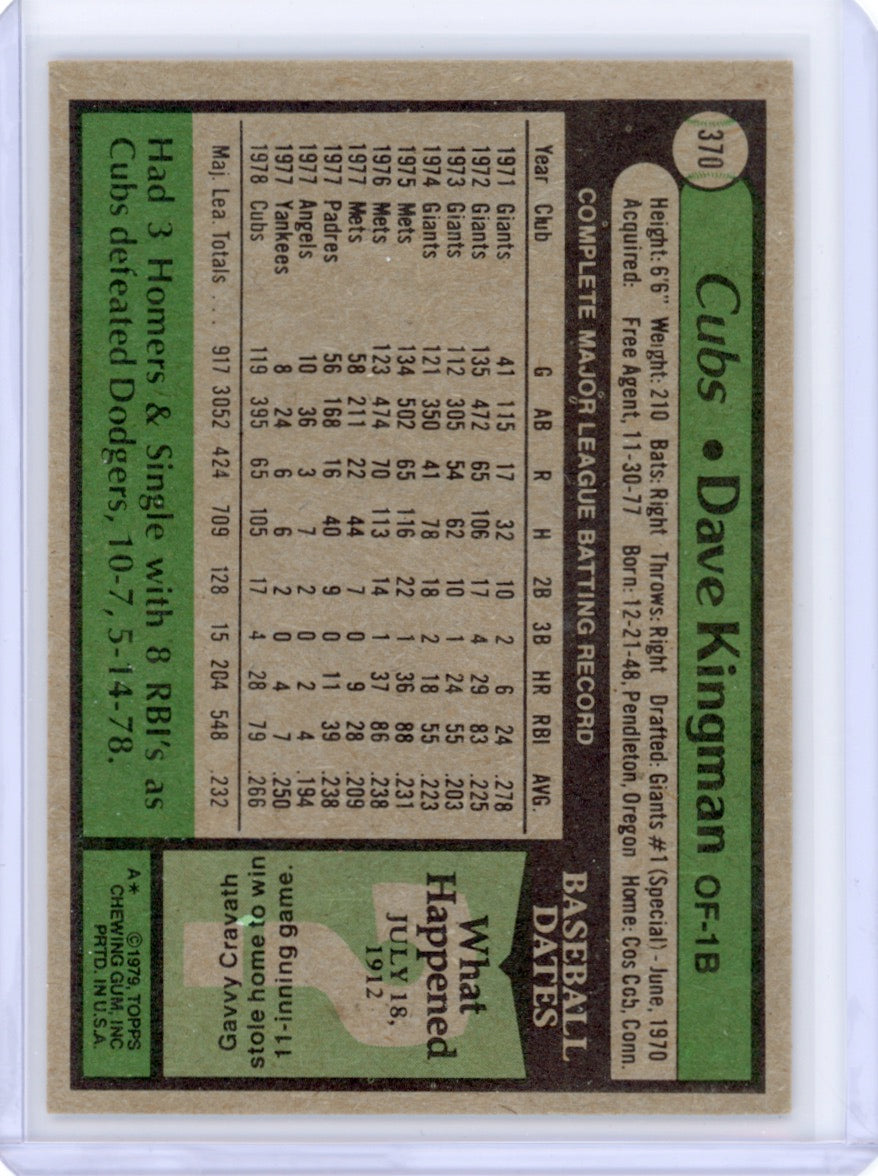 370
Cubs • Dave Kingman OF-1B
Height: 6'6" Weight: 210 Bats: Right Throws: Right Drafted: Giants #1 (Special) - June, 1970
Acquired: Free Agent, 11-30-77 Born: 12-21-48, Pendleton, Oregon Home: Cos Cob, Conn.
COMPLETE MAJOR LEAGUE BATTING RECORD
Year Club G AB R H 2B 3B HR RBI AVG.
1971 Giants 41 115 17 32 10 2 6 24 .278
1972 Giants 135 472 65 106 17 4 29 83 .225
1973 Giants 112 305 54 62 10 1 24 55 .203
1974 Giants 121 350 41 78 18 2 18 55 .223
1975 Mets 134 502 65 116 22 1 36 88 .231
1976 Mets 123 474 70 113 14 1 37 86 .238
1977 Mets 58 211 22 44 7 0 9 28 .209
1977 Padres 56 168 16 40 9 0 11 39 .238
1977 Angels 10 36 3 7 2 0 2 4 .194
1977 Yankees 8 24 6 6 2 0 4 7 .250
1978 Cubs 119 395 65 105 17 4 28 79 .266
Maj. Lea. Totals . . . 917 3052 424 709 128 15 204 548 .232
Had 3 Homers & Single with 8 RBI's as
Cubs defeated Dodgers, 10-7, 5-14-78.
BASEBALL
DATES
What
Happened
JULY 18,
1912
Gavvy Cravath
stole home to win
11-inning game.
A* ©1979, TOPPS
CHEWING GUM, INC
PRTD. IN U.S.A.